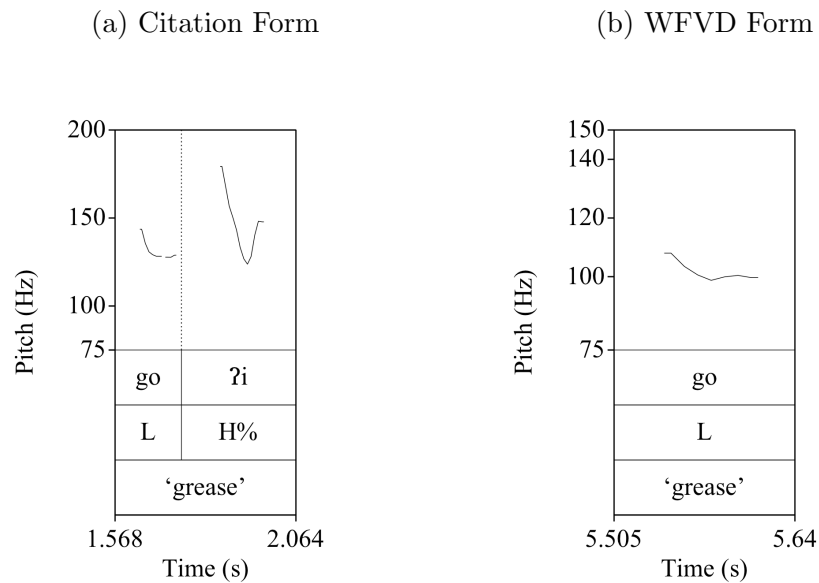 (a) Citation Form
200
150
100
75
Pitch (Hz)
go ʔi
L H%
‘grease’
1.568 2.064
Time (s)
(b) WFVD Form
150
140
120
100
75
Pitch (Hz)
go
L
‘grease’
5.505 5.64
Time (s)